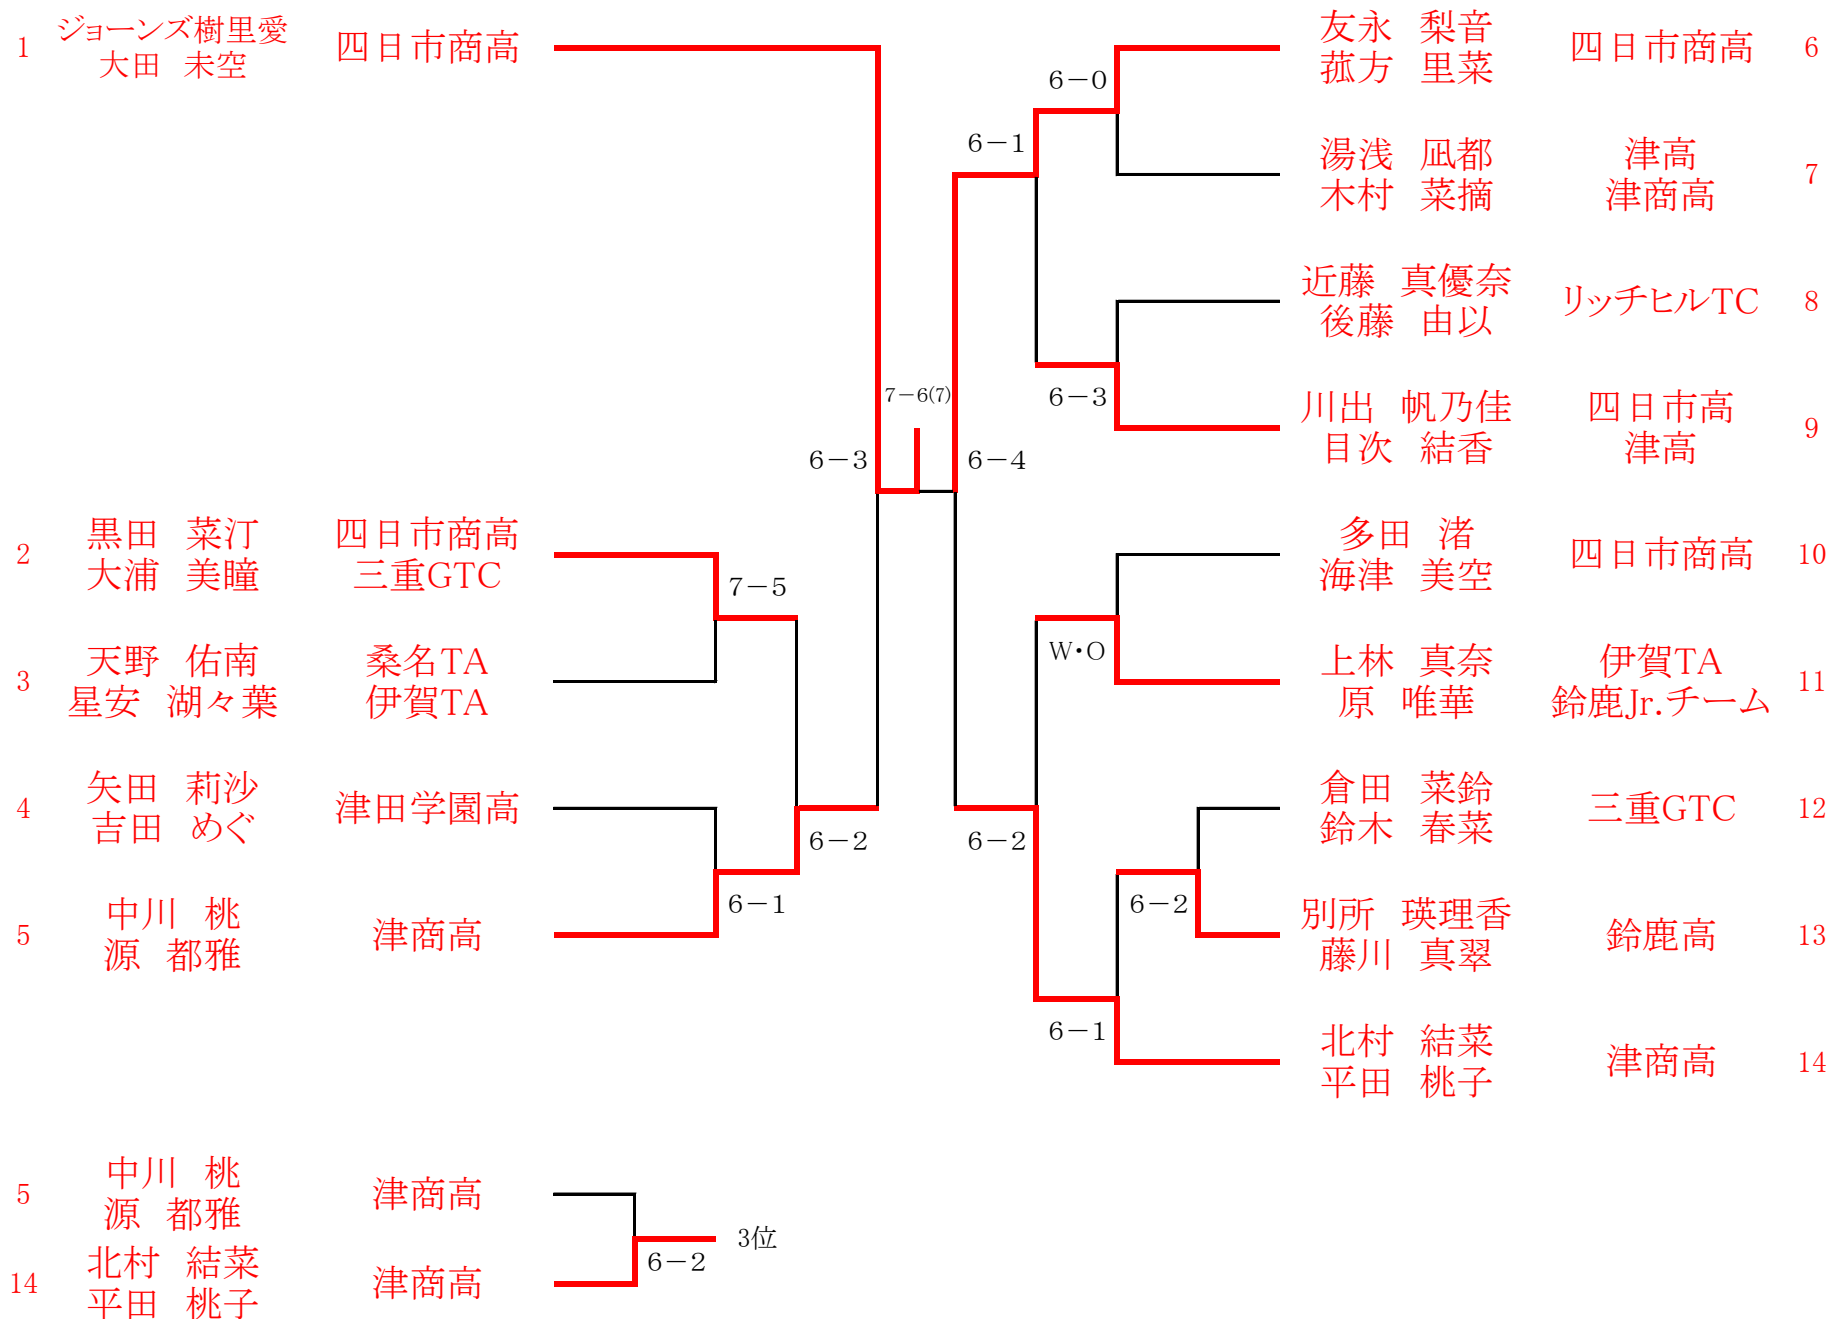 1 ジョーンズ樹里愛 四日市商高
大田 未空
2 黒田 菜汀 四日市商高
大浦 美瞳 三重GTC
3 天野 佑南 桑名TA
星安 湖々葉 伊賀TA
4 矢田 莉沙 津田学園高
吉田 めぐ
5 中川 桃 津商高
源 都雅
7－5
6－1
6－2
6－3
7－6(7)
6－4
6－1
6－0
6－3
W・O
6－2
6－2
6－1
友永 梨音 四日市商高 6
菰方 里菜
湯浅 凪都 津高 7
木村 菜摘 津商高
近藤 真優奈 リッチヒルTC 8
後藤 由以
川出 帆乃佳 四日市高 9
目次 結香 津高
多田 渚 四日市商高 10
海津 美空
上林 真奈 伊賀TA 11
原 唯華 鈴鹿Jr.チーム
倉田 菜鈴 三重GTC 12
鈴木 春菜
別所 瑛理香 鈴鹿高 13
藤川 真翠
北村 結菜 津商高 14
平田 桃子
5 中川 桃 津商高
源 都雅
14 北村 結菜 津商高
平田 桃子
6－2
3位